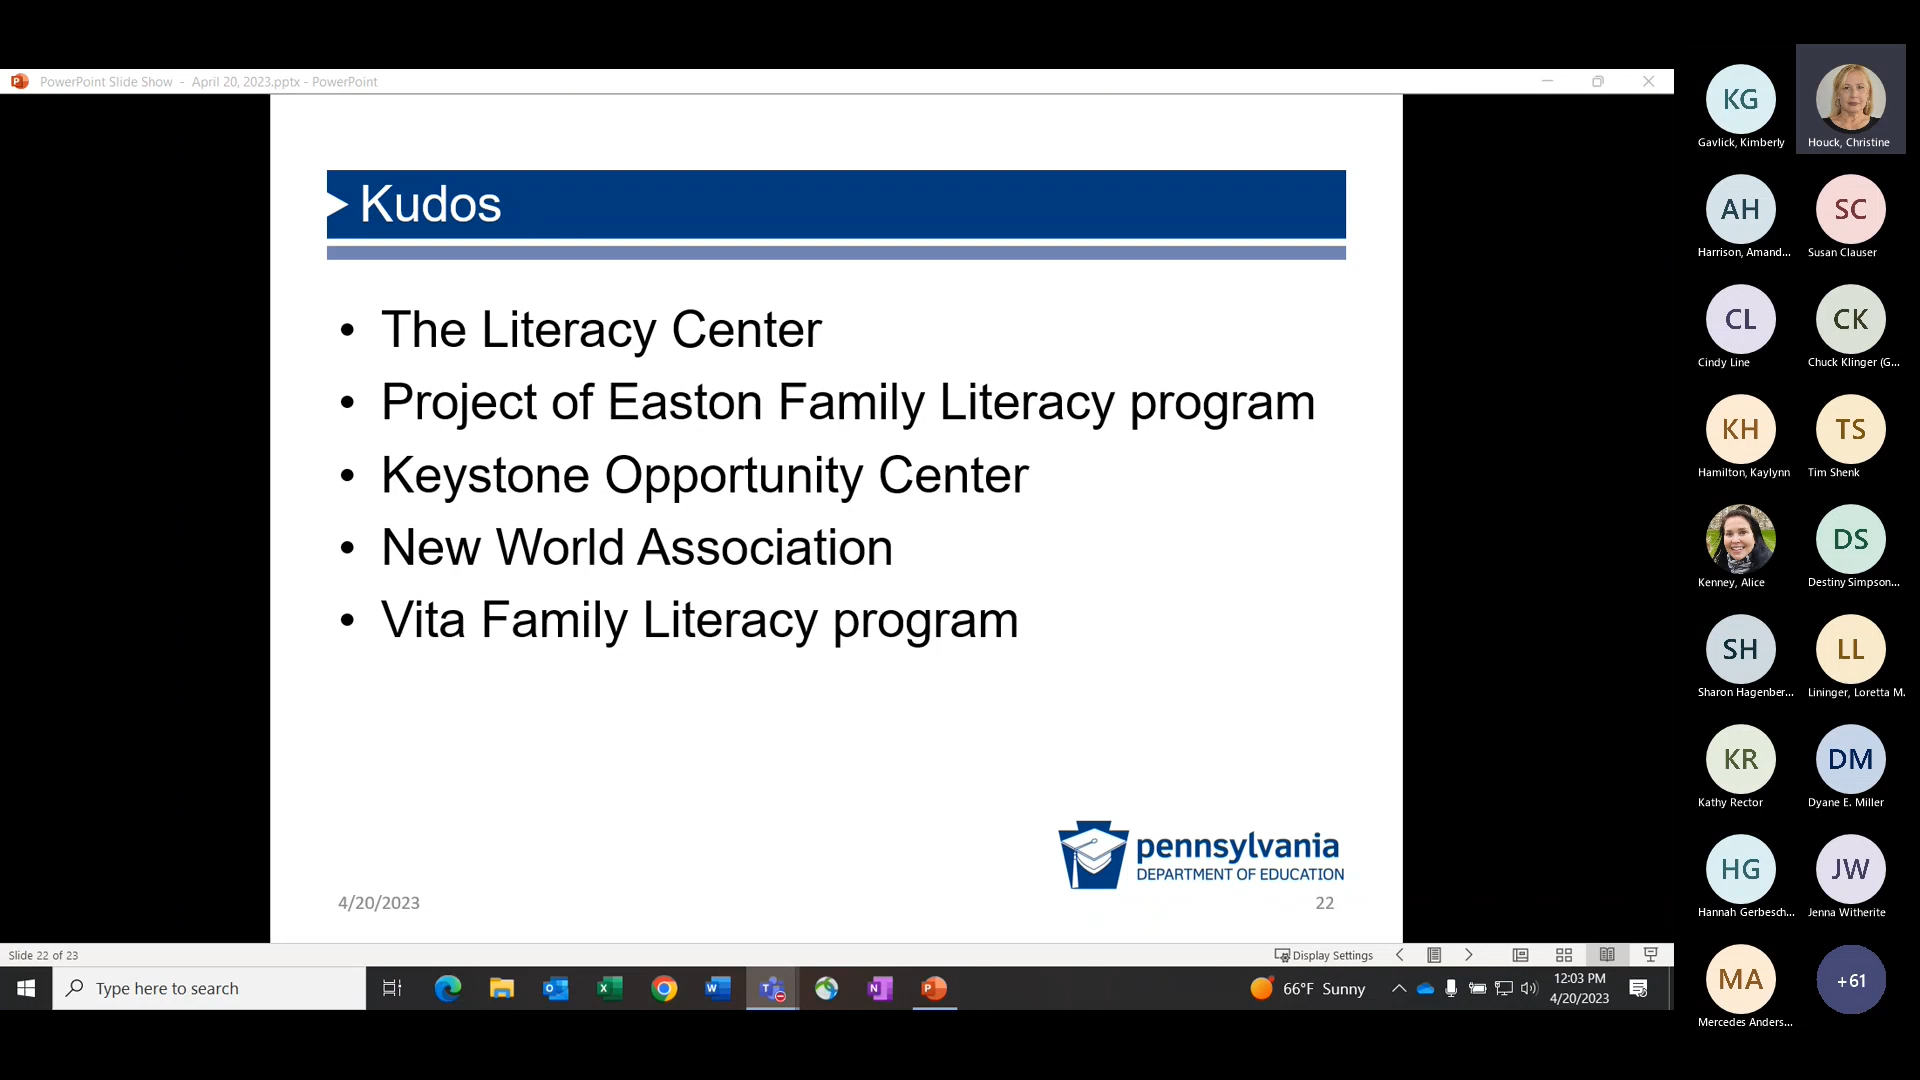 PowerPoint Slide Show - April 20, 2023.pptx - PowerPoint
Kudos
• The Literacy Center
• Project of Easton Family Literacy program
• Keystone Opportunity Center
• New World Association
• Vita Family Literacy program
pennsylvania
DEPARTMENT OF EDUCATION
4/20/2023
22
Slide 22 of 23
Display Settings
Type here to search
66°F Sunny
12:03 PM
4/20/2023
KG
Gavlick, Kimberly
Houck, Christine
AH
Harrison, Amand...
SC
Susan Clauser
CL
Cindy Line
CK
Chuck Klinger (G...
KH
Hamilton, Kaylynn
TS
Tim Shenk
Kenney, Alice
DS
Destiny Simpson...
SH
Sharon Hagenber...
LL
Lininger, Loretta M.
KR
Kathy Rector
DM
Dyane E. Miller
HG
Hannah Gerbesch...
JW
Jenna Witherite
MA
Mercedes Anders...
+61